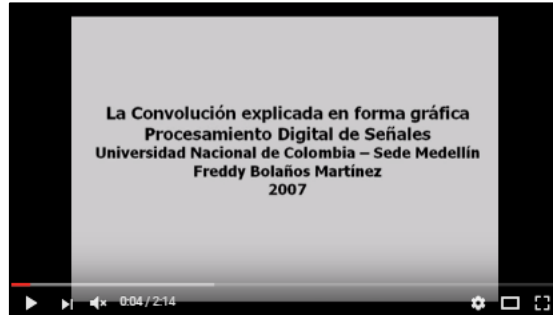 La Convolución explicada en forma gráfica
Procesamiento Digital de Señales
Universidad Nacional de Colombia – Sede Medellín
Freddy Bolaños Martínez
2007
0:04 / 2:14